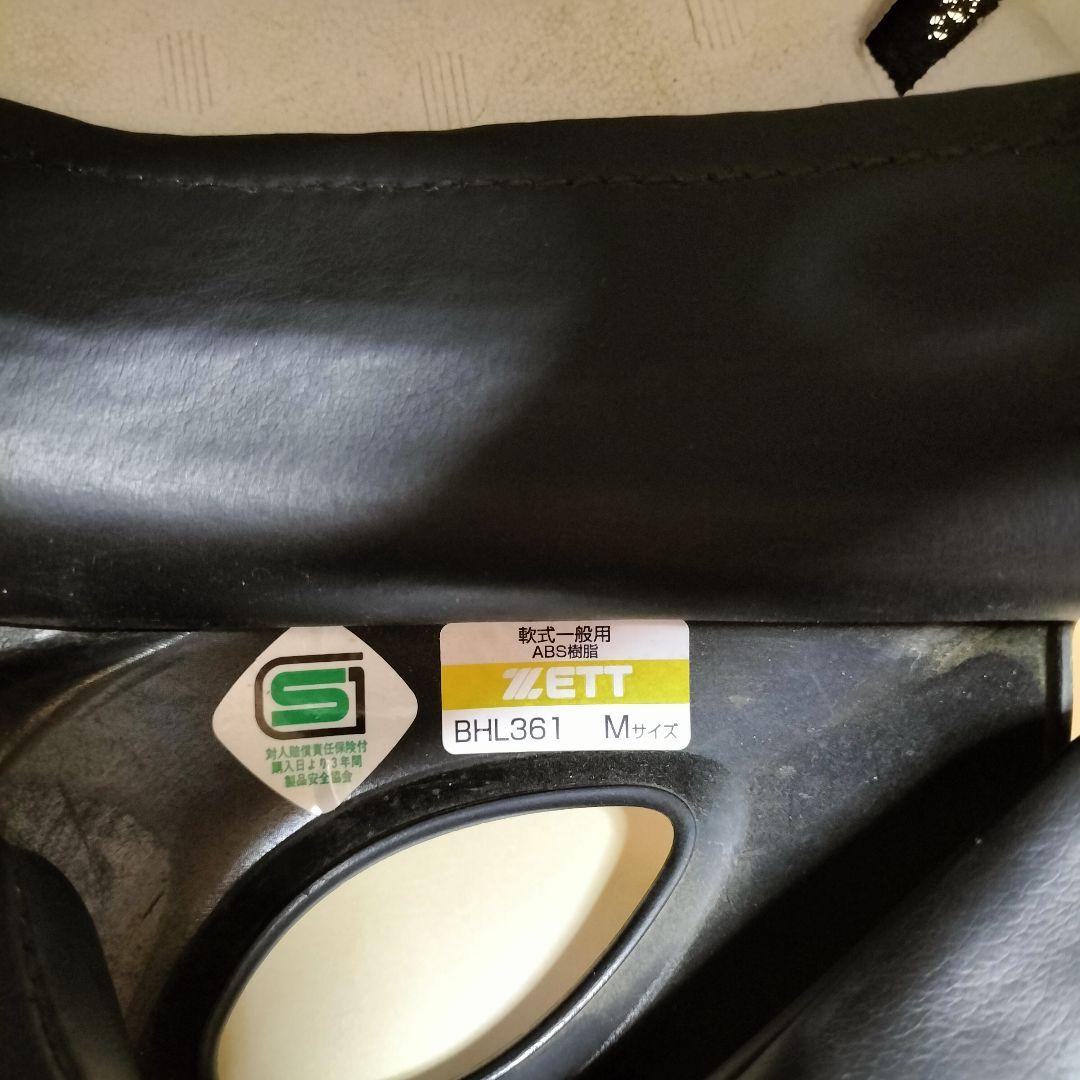 軟式一般用
ABS樹脂
ZETT
BHL361 Mサイズ
SG
対人賠償責任保険付
購入日より3年間
製品安全協会